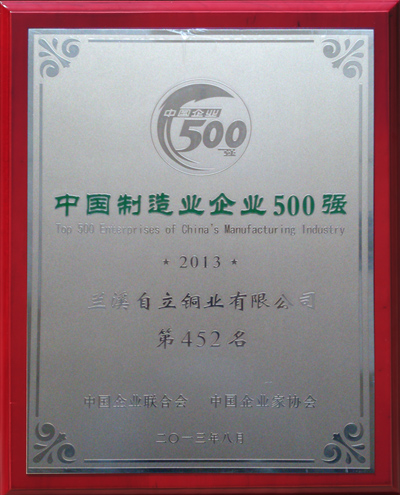 中国企业
500
强
中国制造业企业500强
Top 500 Enterprises of China's Manufacturing Industry
★ 2013 ★
兰溪自立铜业有限公司
第452名
中国企业联合会 中国企业家协会
二〇一三年八月